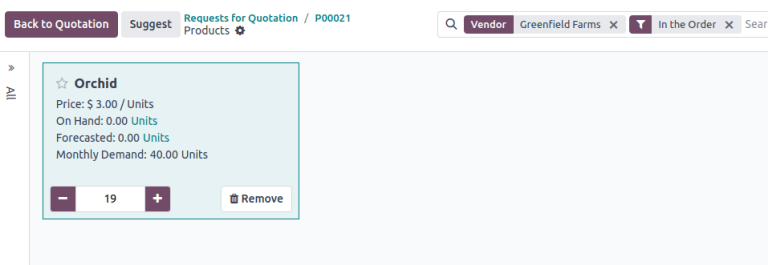 Back to Quotation Suggest Requests for Quotation / P00021 Vendor Greenfield Farms × In the Order × Sear
Products
» All
Orchid
Price: $ 3.00 / Units
On Hand: 0.00 Units
Forecasted: 0.00 Units
Monthly Demand: 40.00 Units
− 19 + Remove